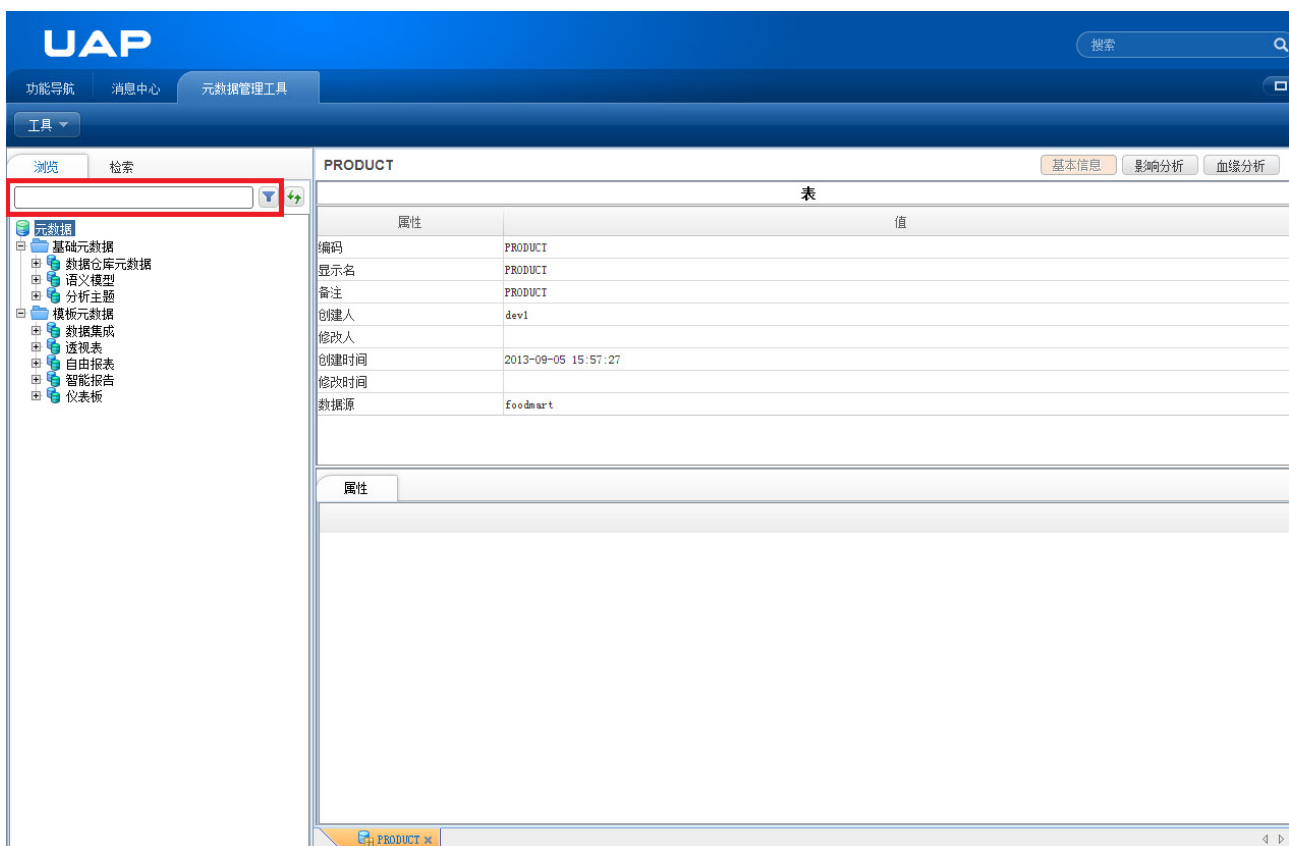 UAP
搜索
功能导航 消息中心 元数据管理工具
工具
浏览 检索
PRODUCT 基本信息 影响分析 血缘分析
表
属性 值
编码 PRODUCT
显示名 PRODUCT
备注 PRODUCT
创建人 dev1
修改人
创建时间 2013-09-05 15:57:27
修改时间
数据源 foodmart
元数据
基础元数据
数据仓库元数据
语义模型
分析主题
模板元数据
数据集成
透视表
自由报表
智能报告
仪表板
属性
PRODUCT